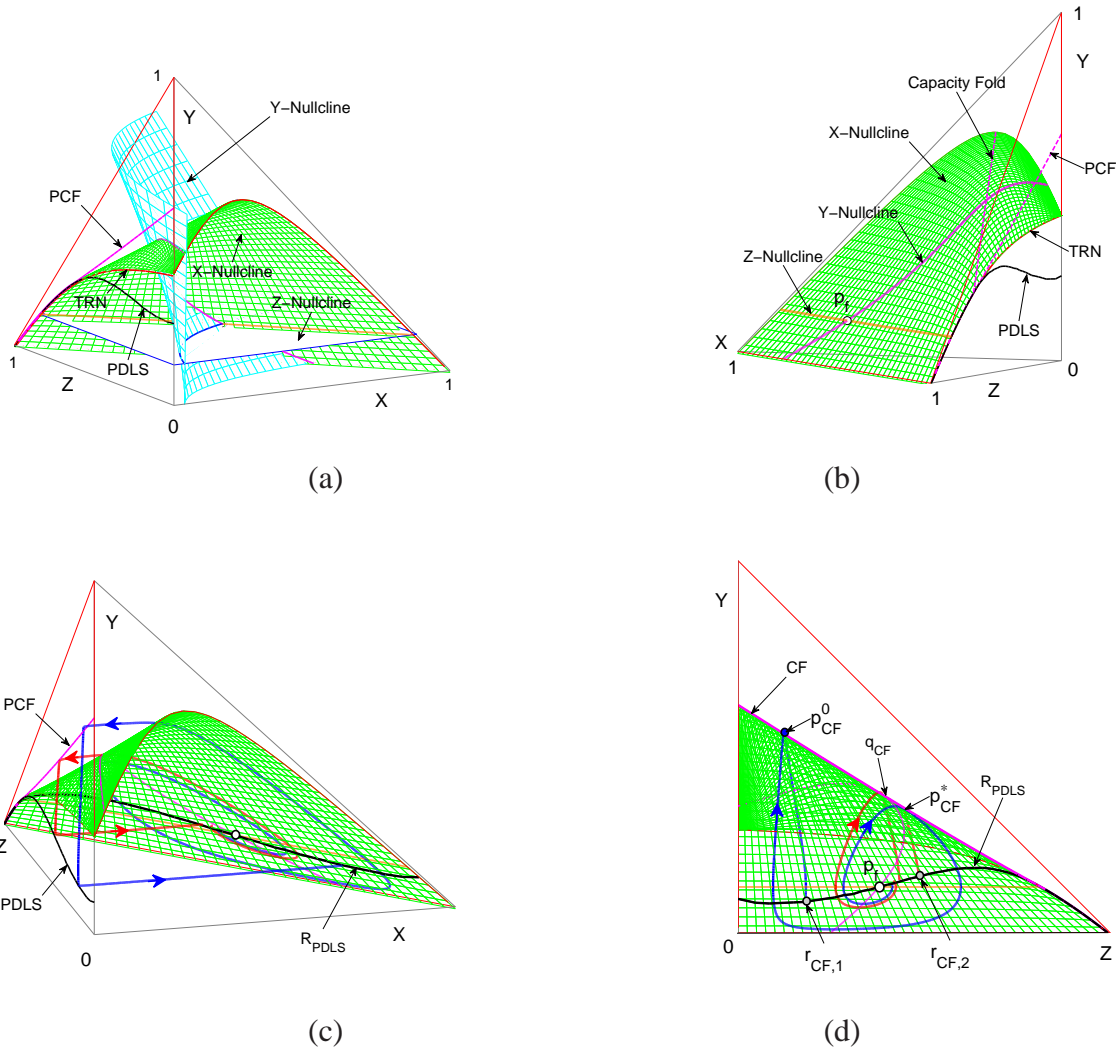 1
Y
Y−Nullcline
PCF
X−Nullcline
TRN
Z−Nullcline
PDLS
1
Z
X
1
0
(a)
1
Y
Capacity Fold
X−Nullcline
PCF
Y−Nullcline
TRN
Z−Nullcline
p_f
PDLS
X
1
1
Z
0
(b)
Y
PCF
Z
PDLS
R_PDLS
X
0
(c)
Y
CF
p^0_CF
q_CF
p^*_CF
R_PDLS
p_f
0
r_CF,1
r_CF,2
Z
(d)